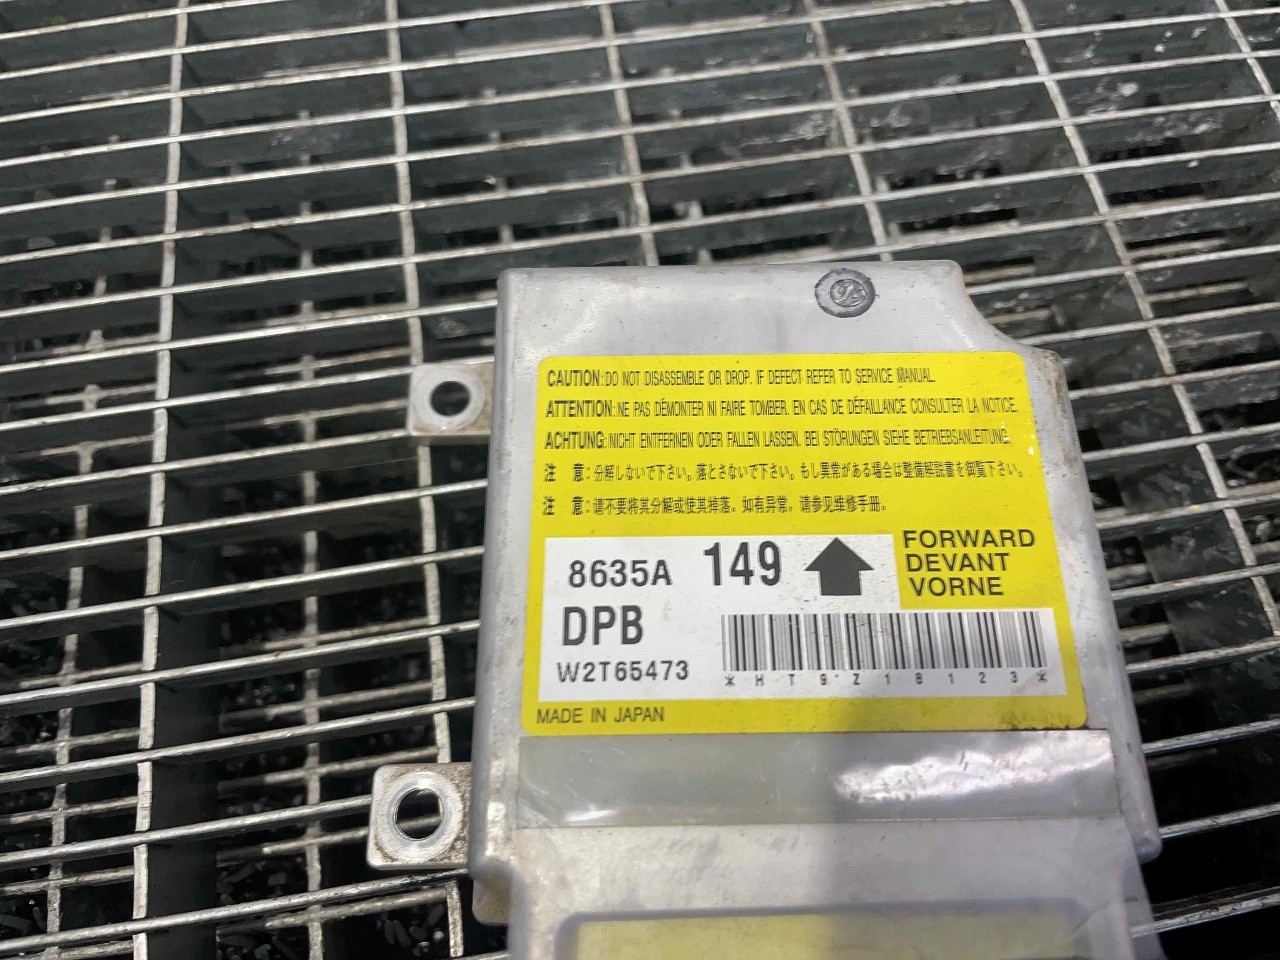 CAUTION: DO NOT DISASSEMBLE OR DROP. IF DEFECT REFER TO SERVICE MANUAL.
ATTENTION: NE PAS DÉMONTER NI FAIRE TOMBER. EN CAS DE DÉFAILLANCE CONSULTER LA NOTICE.
ACHTUNG: NICHT ENTFERNEN ODER FALLEN LASSEN. BEI STÖRUNGEN SIEHE BETRIEBSANLEITUNG.
注 意:分解しないで下さい。落とさないで下さい。もし異常がある場合は整備解説書を御覧下さい。
注 意:请不要将其分解或使其掉落。如有异常,请参见维修手册。
8635A 149
FORWARD
DEVANT
VORNE
DPB
W2T65473
*HT9Z18123*
MADE IN JAPAN